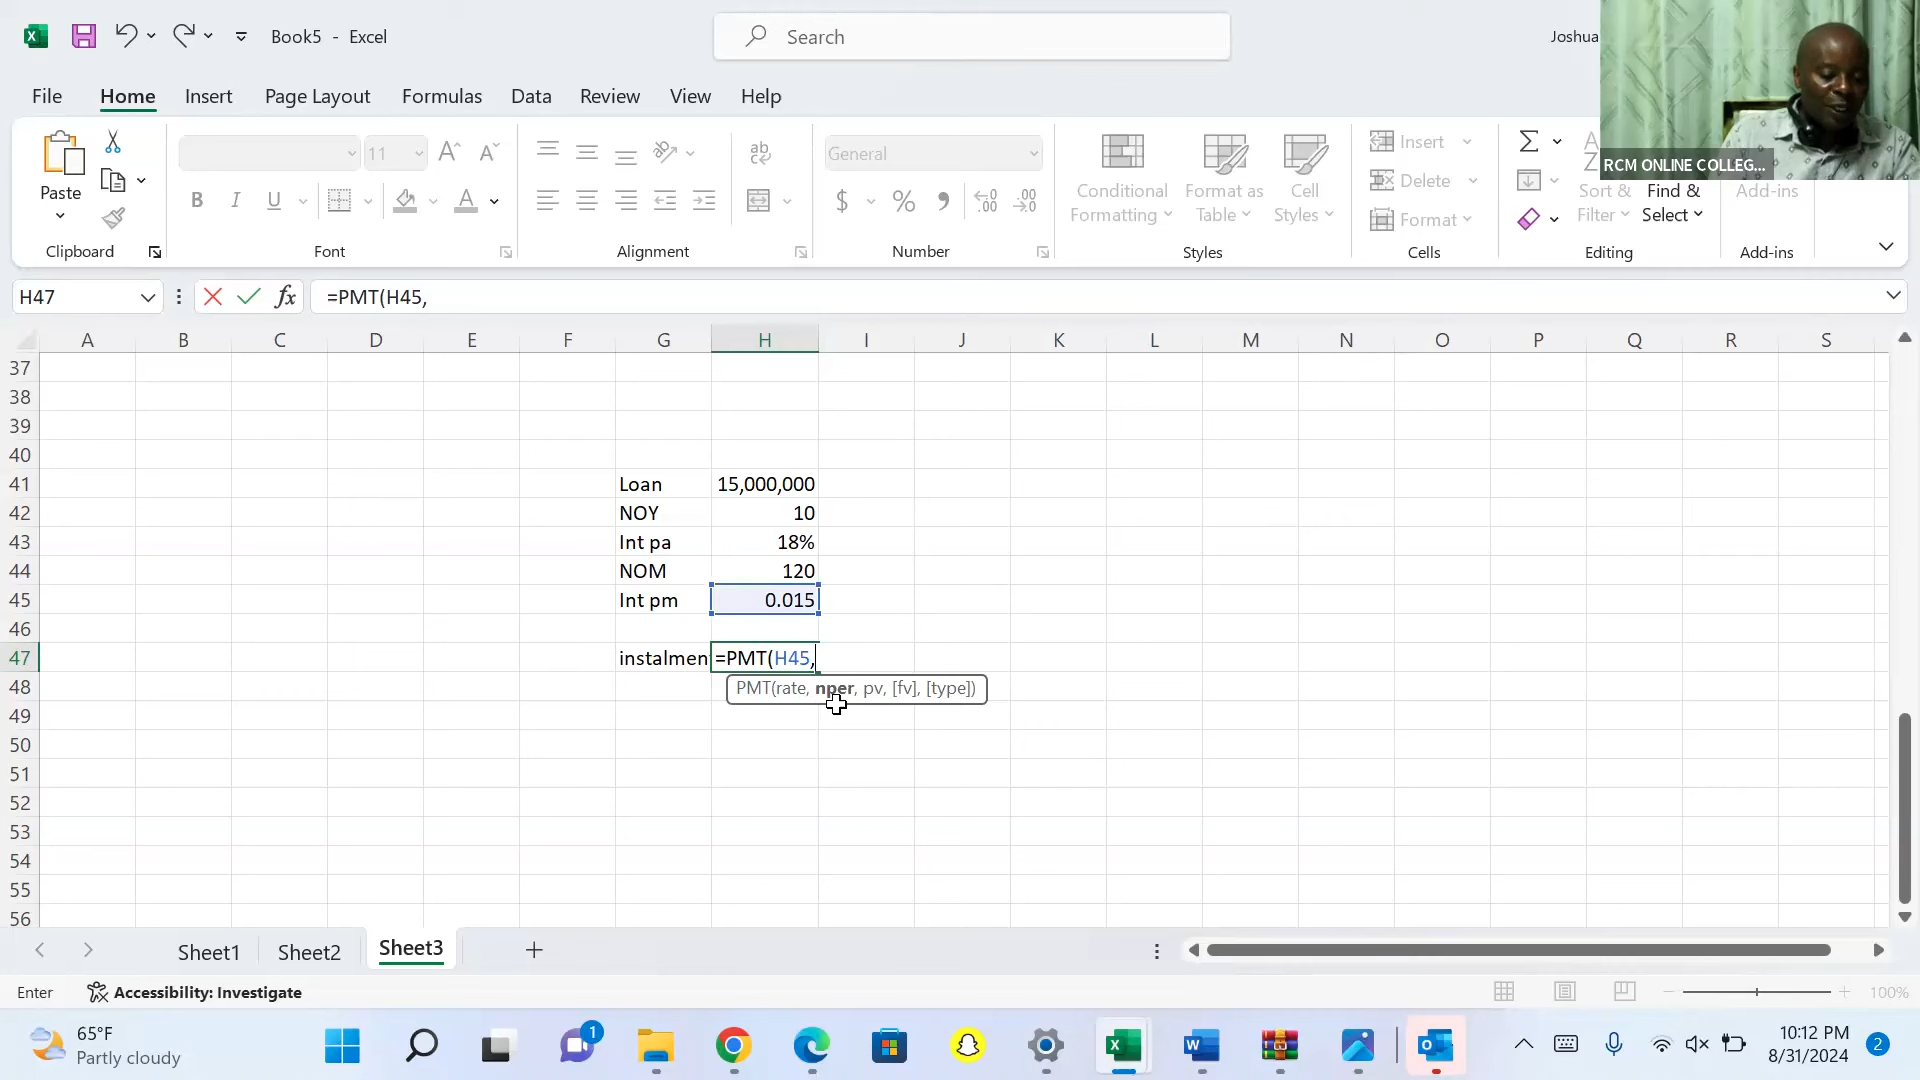 Book5 - Excel
Search
Joshua
File Home Insert Page Layout Formulas Data Review View Help
RCM ONLINE COLLEG...
Paste
11
General
B I U
Conditional Formatting
Format as Table
Cell Styles
Insert
Delete
Format
Sort & Filter
Find & Select
Add-ins
Clipboard Font Alignment Number Styles Cells Editing Add-ins
H47 fx =PMT(H45,
A B C D E F G H I J K L M N O P Q R S
37
38
39
40
41 Loan 15,000,000
42 NOY 10
43 Int pa 18%
44 NOM 120
45 Int pm 0.015
46
47 instalmen =PMT(H45,
48 PMT(rate, nper, pv, [fv], [type])
49
50
51
52
53
54
55
56
Sheet1 Sheet2 Sheet3
Enter Accessibility: Investigate 100%
65°F
Partly cloudy
1
10:12 PM
8/31/2024
2